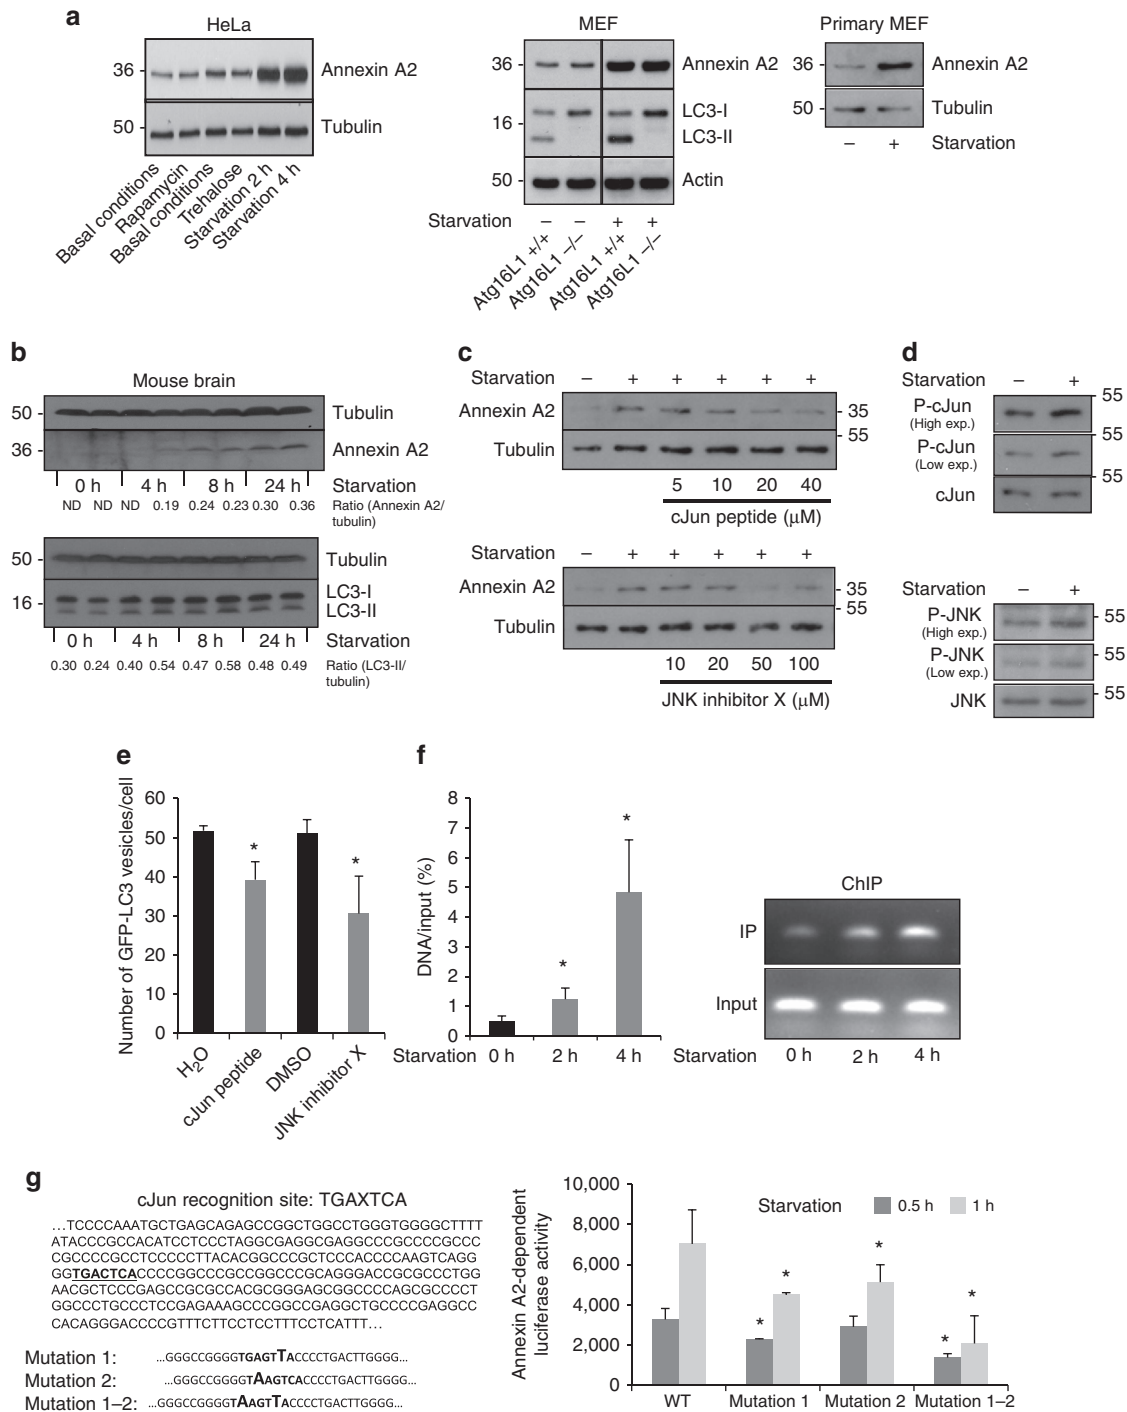 a
HeLa
36
Annexin A2
50
Tubulin
Basal conditions
Rapamycin
Basal conditions
Trehalose
Starvation 2 h
Starvation 4 h
MEF
36
Annexin A2
16
LC3-I
LC3-II
50
Actin
Starvation – – + +
Atg16L1 +/+
Atg16L1 –/–
Atg16L1 +/+
Atg16L1 –/–
Primary MEF
36
Annexin A2
50
Tubulin
– + Starvation
b
Mouse brain
50
Tubulin
36
Annexin A2
0 h 4 h 8 h 24 h Starvation
ND ND ND 0.19 0.24 0.23 0.30 0.36 Ratio (Annexin A2/
tubulin)
50
Tubulin
16
LC3-I
LC3-II
0 h 4 h 8 h 24 h Starvation
0.30 0.24 0.40 0.54 0.47 0.58 0.48 0.49 Ratio (LC3-II/
tubulin)
c
Starvation – + + + + +
Annexin A2
35
55
Tubulin
5 10 20 40
cJun peptide (μM)
Starvation – + + + + +
Annexin A2
35
55
Tubulin
10 20 50 100
JNK inhibitor X (μM)
d
Starvation – +
55
P-cJun
(High exp.)
55
P-cJun
(Low exp.)
55
cJun
Starvation – +
P-JNK
(High exp.)
55
P-JNK
(Low exp.)
55
JNK
55
e
Number of GFP-LC3 vesicles/cell
60
50
40
30
20
10
0
* *
H2O
cJun peptide
DMSO
JNK inhibitor X
f
DNA/input (%)
8
7
6
5
4
3
2
1
0
* *
Starvation 0 h 2 h 4 h
ChIP
IP
Input
Starvation 0 h 2 h 4 h
g
cJun recognition site: TGAXTCA
...TCCCCAAATGCTGAGCAGAGCCGGCTGGCCTGGGTGGGGCTTTT
ATACCCGCCACATCCTCCCTAGGCGAGGCGAGGCCCGCCCCGCCC
CGCCCCGCCTCCCCCTTACACGGCCCGCTCCCACCCCAAGTCAGG
GGTGACTCACCCCGGCCCGCCGGCCCGCAGGGACCGCGCCCTGG
AACGCTCCCGAGCCGCGCCACGCGGGAGCGGCCCCAGCGCCCCT
GGCCCTGCCCTCCGAGAAAGCCCGGCCGAGGCTGCCCCGAGGCC
CACAGGGACCCCGTTTCTTCCTCCTTTCCTCATTT...
Mutation 1: ...GGGCCGGGGTGAGTTACCCCTGACTTGGGG...
Mutation 2: ...GGGCCGGGGTAAGTCACCCCTGACTTGGGG...
Mutation 1–2: ...GGGCCGGGGTAAGTTACCCCTGACTTGGGG...
Annexin A2-dependent
luciferase activity
10,000
8,000
6,000
4,000
2,000
0
Starvation 0.5 h 1 h
* * * * *
WT Mutation 1 Mutation 2 Mutation 1–2